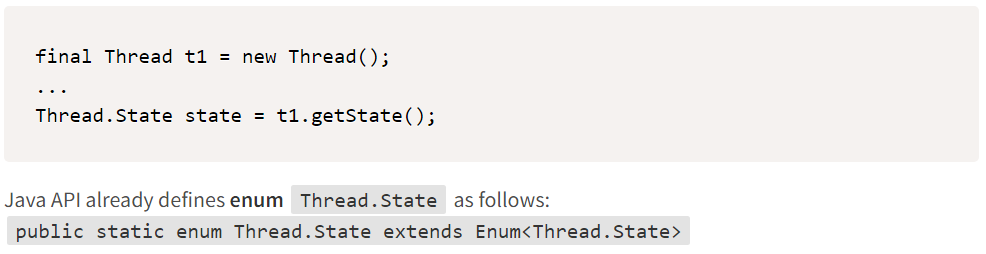 final Thread t1 = new Thread();
...
Thread.State state = t1.getState();
Java API already defines enum Thread.State as follows:
public static enum Thread.State extends Enum<Thread.State>